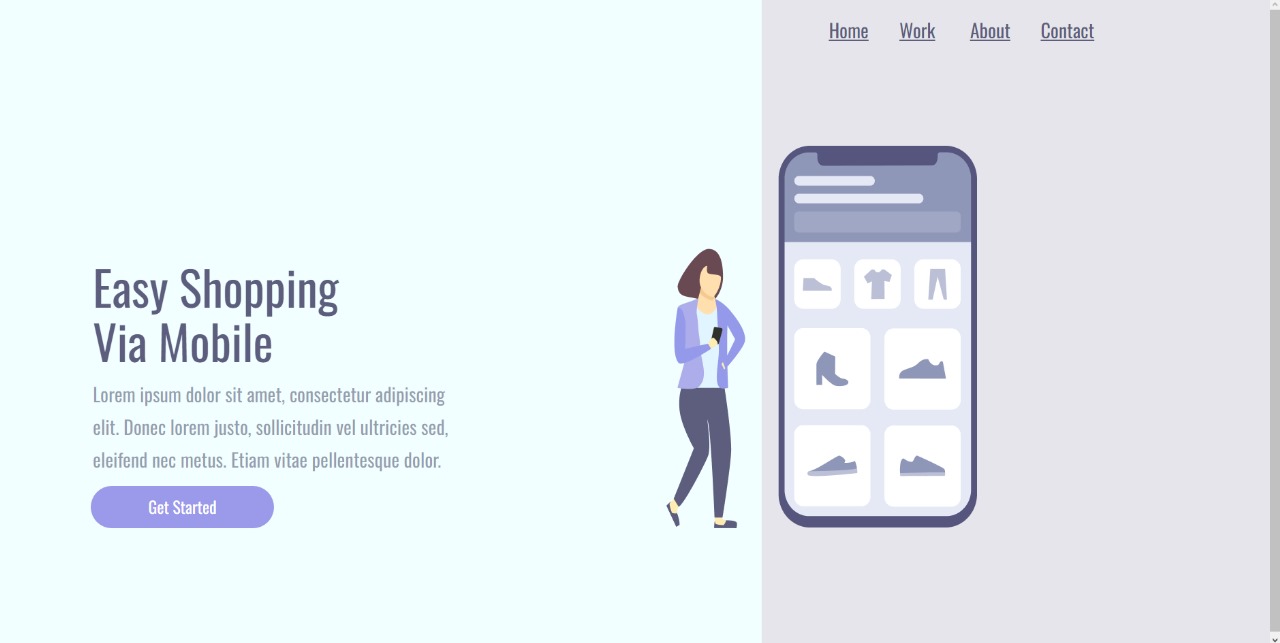 Home Work About Contact
Easy Shopping
Via Mobile
Lorem ipsum dolor sit amet, consectetur adipiscing
elit. Donec lorem justo, sollicitudin vel ultricies sed,
eleifend nec metus. Etiam vitae pellentesque dolor.
Get Started